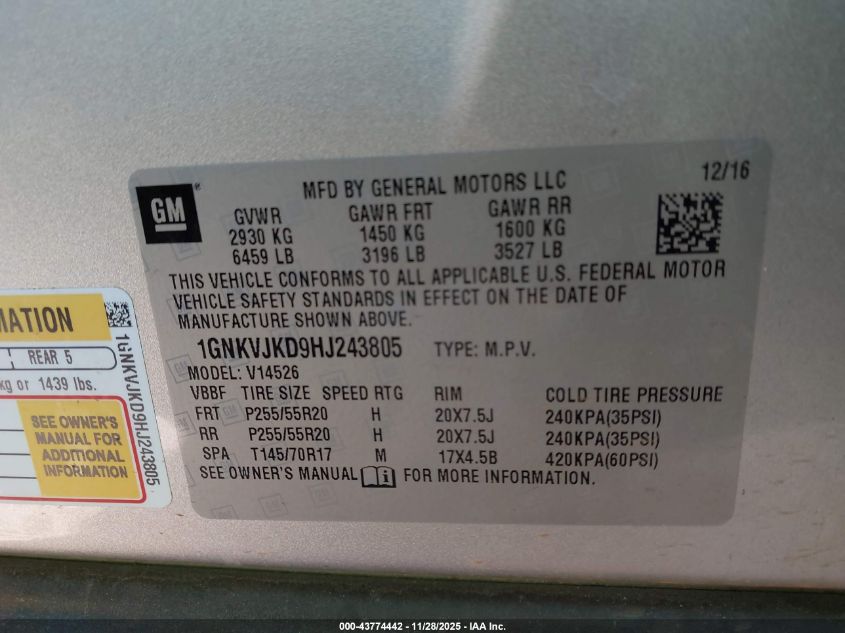 12/16
GM ® MFD BY GENERAL MOTORS LLC
GVWR GAWR FRT GAWR RR
2930 KG 1450 KG 1600 KG
6459 LB 3196 LB 3527 LB
THIS VEHICLE CONFORMS TO ALL APPLICABLE U.S. FEDERAL MOTOR
VEHICLE SAFETY STANDARDS IN EFFECT ON THE DATE OF
MANUFACTURE SHOWN ABOVE.
1GNKVJKD9HJ243805 TYPE: M.P.V.
MODEL: V14526
VBBF TIRE SIZE SPEED RTG RIM COLD TIRE PRESSURE
FRT P255/55R20 H 20X7.5J 240KPA(35PSI)
RR P255/55R20 H 20X7.5J 240KPA(35PSI)
SPA T145/70R17 M 17X4.5B 420KPA(60PSI)
SEE OWNER'S MANUAL FOR MORE INFORMATION.
MATION
REAR 5
kg or 1439 lbs.
SEE OWNER'S
MANUAL FOR
ADDITIONAL
INFORMATION
1GNKVJKD9HJ243805
000-43774442 - 11/28/2025 - IAA Inc.